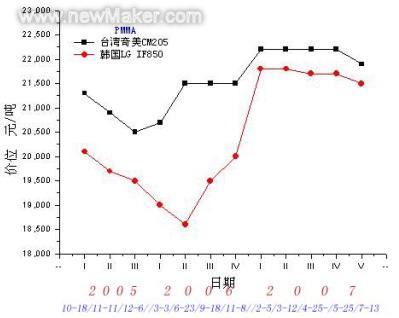 www.newMaker.com
PMMA
台湾奇美CM205
韩国LG IF850
23,000
22,500
22,000
21,500
21,000
20,500
20,000
19,500
19,000
18,500
18,000
价位 元/吨
-- I II III I II III IV I II III IV V --
日期
2005 2006 2007
10-18/11-11/12-6//3-3/6-23/9-18/11-8//2-5/3-12/4-25-/5-25/7-13